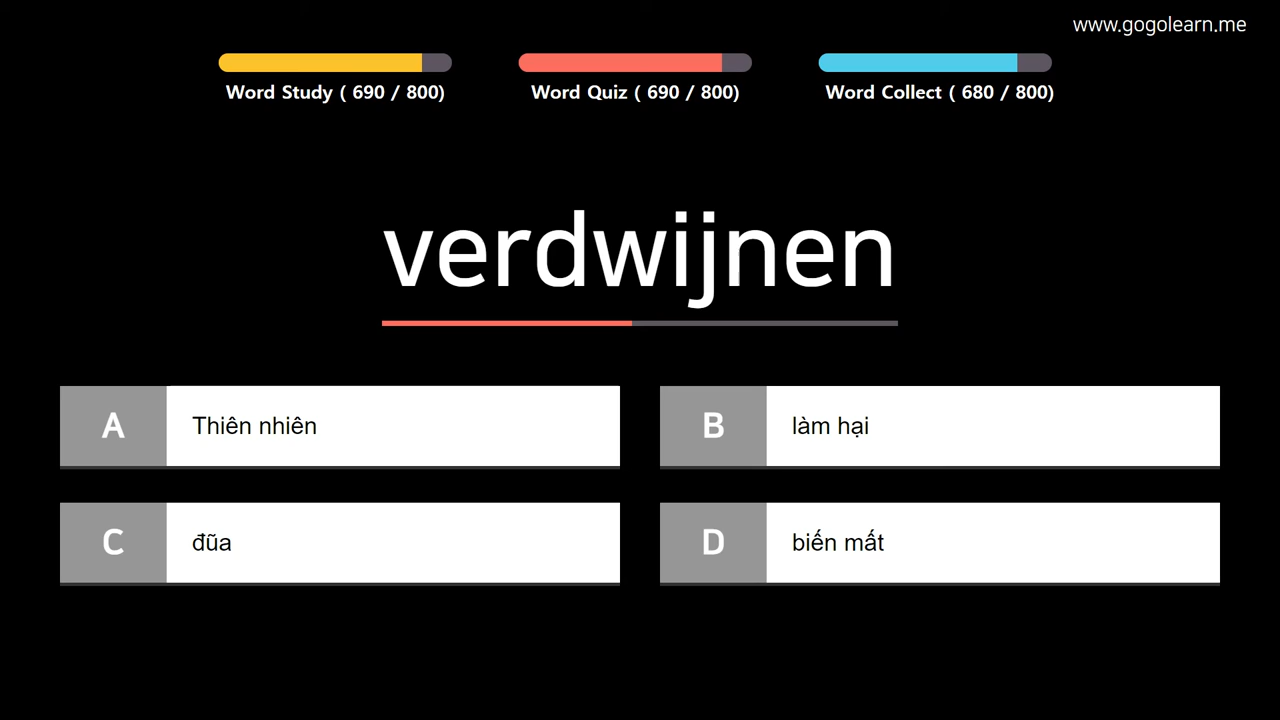 www.gogolearn.me
Word Study ( 690 / 800)
Word Quiz ( 690 / 800)
Word Collect ( 680 / 800)
verdwijnen
A Thiên nhiên
B làm hại
C đũa
D biến mất